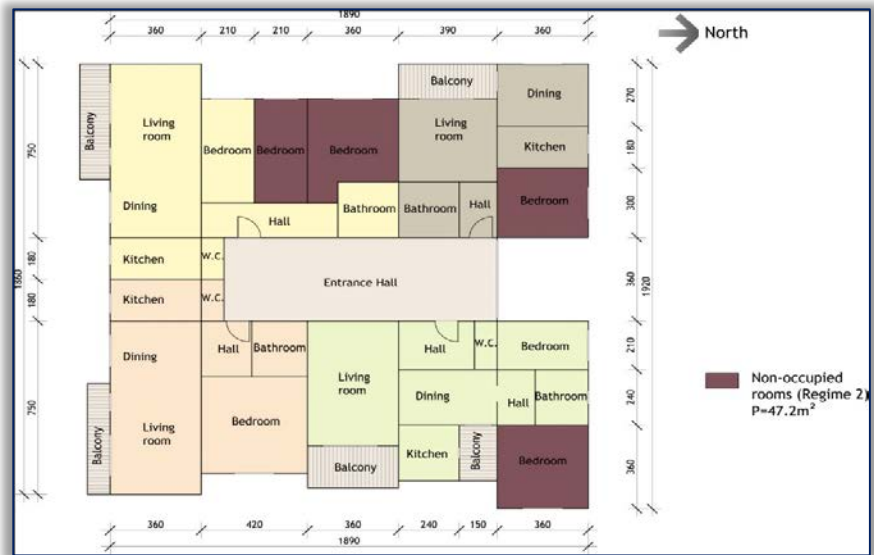 1890
360 210 210 360 390 360
North
Balcony
Dining
270
Living
room
Living
room
Balcony
Bedroom Bedroom Bedroom
Kitchen
180
750
Bedroom
300
Dining
Bathroom Bathroom Hall
Hall
Kitchen
W.C.
180
Entrance Hall
360
1860
1920
Kitchen
W.C.
180
Dining
Hall Bathroom
Hall
W.C.
Bedroom
210
Living
room
Dining
Hall
Bathroom
240
Non-occupied
rooms (Regime 2)
P=47.2m²
750
Living
room
Bedroom
Balcony
Balcony
Kitchen
Balcony
Bedroom
360
360 420 360 240 150 360
1890